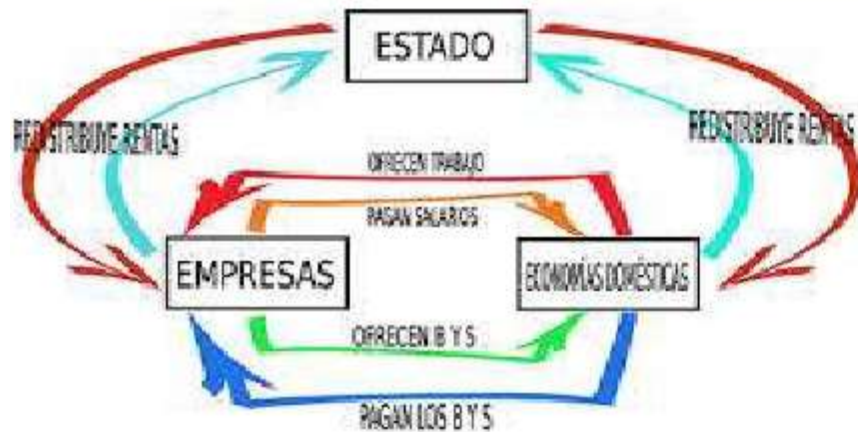 ESTADO
REDISTRIBUYE RENTAS
REDISTRIBUYE RENTAS
OFRECEN TRABAJO
PAGAN SALARIOS
EMPRESAS
ECONOMÍAS DOMÉSTICAS
OFRECEN B Y S
PAGAN LOS B Y S